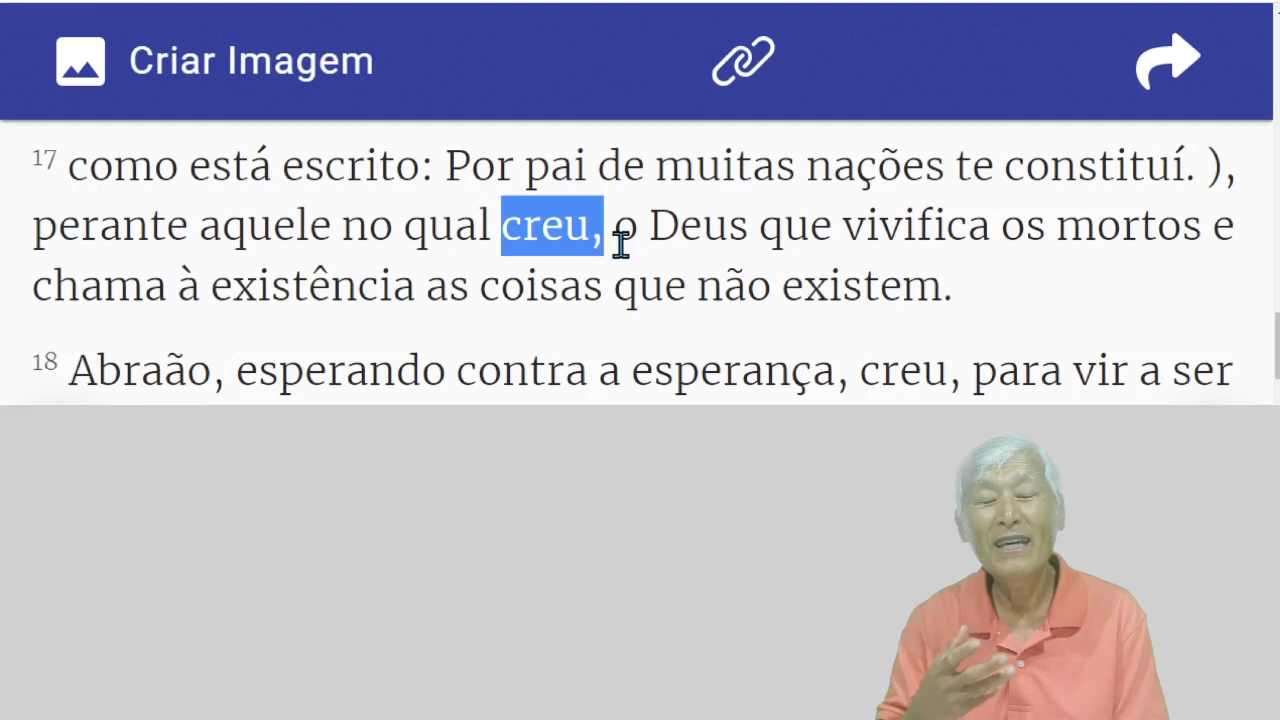 Criar Imagem
17 como está escrito: Por pai de muitas nações te constituí. ),
perante aquele no qual creu, o Deus que vivifica os mortos e
chama à existência as coisas que não existem.
18 Abraão, esperando contra a esperança, creu, para vir a ser